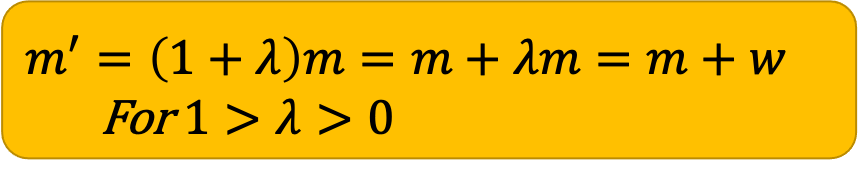 m′ = (1 + λ)m = m + λm = m + w
For 1 > λ > 0